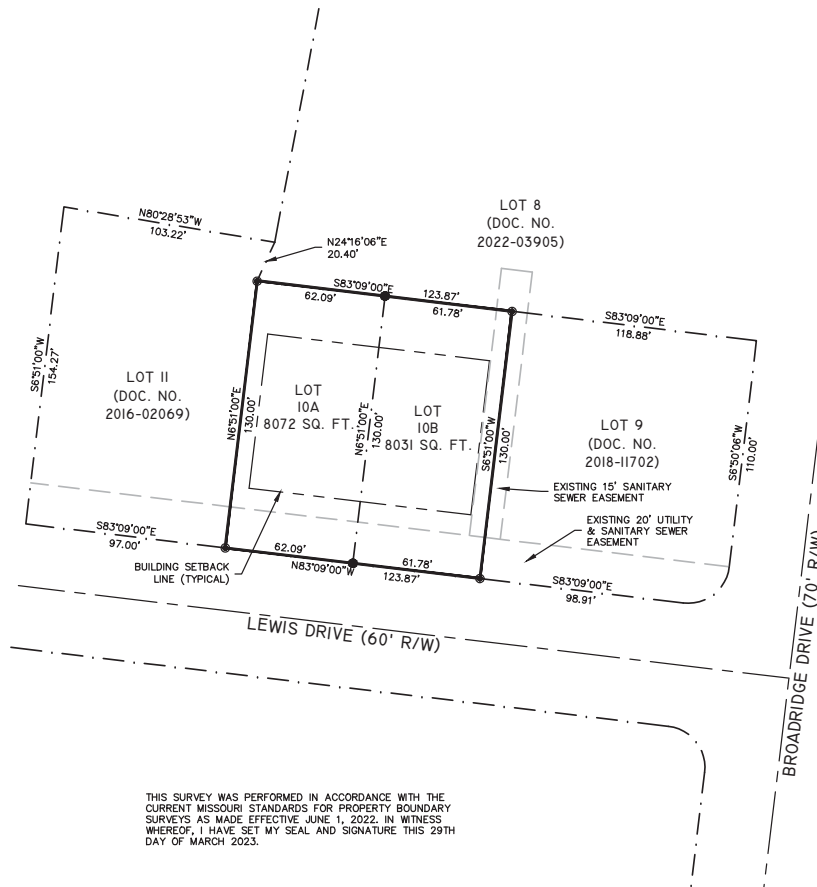 LOT 8
(DOC. NO.
2022-03905)
N80°28'53"W
103.22'
N24°16'06"E
20.40'
S83°09'00"E
123.87'
62.09'
61.78'
S83°09'00"E
118.88'
S6°51'00"W
154.27'
LOT 11
(DOC. NO.
2016-02069)
N6°51'00"E
130.00'
LOT
10A
8072 SQ. FT.
N6°51'00"E
130.00'
LOT
10B
8031 SQ. FT.
S6°51'00"W
130.00'
LOT 9
(DOC. NO.
2018-11702)
S6°50'06"W
110.00'
EXISTING 15' SANITARY
SEWER EASEMENT
EXISTING 20' UTILITY
& SANITARY SEWER
EASEMENT
S83°09'00"E
97.00'
BUILDING SETBACK
LINE (TYPICAL)
62.09'
61.78'
N83°09'00"W
123.87'
S83°09'00"E
98.91'
LEWIS DRIVE (60' R/W)
BROADRIDGE DRIVE (70' R/W)
THIS SURVEY WAS PERFORMED IN ACCORDANCE WITH THE
CURRENT MISSOURI STANDARDS FOR PROPERTY BOUNDARY
SURVEYS AS MADE EFFECTIVE JUNE 1, 2022. IN WITNESS
WHEREOF, I HAVE SET MY SEAL AND SIGNATURE THIS 29TH
DAY OF MARCH 2023.